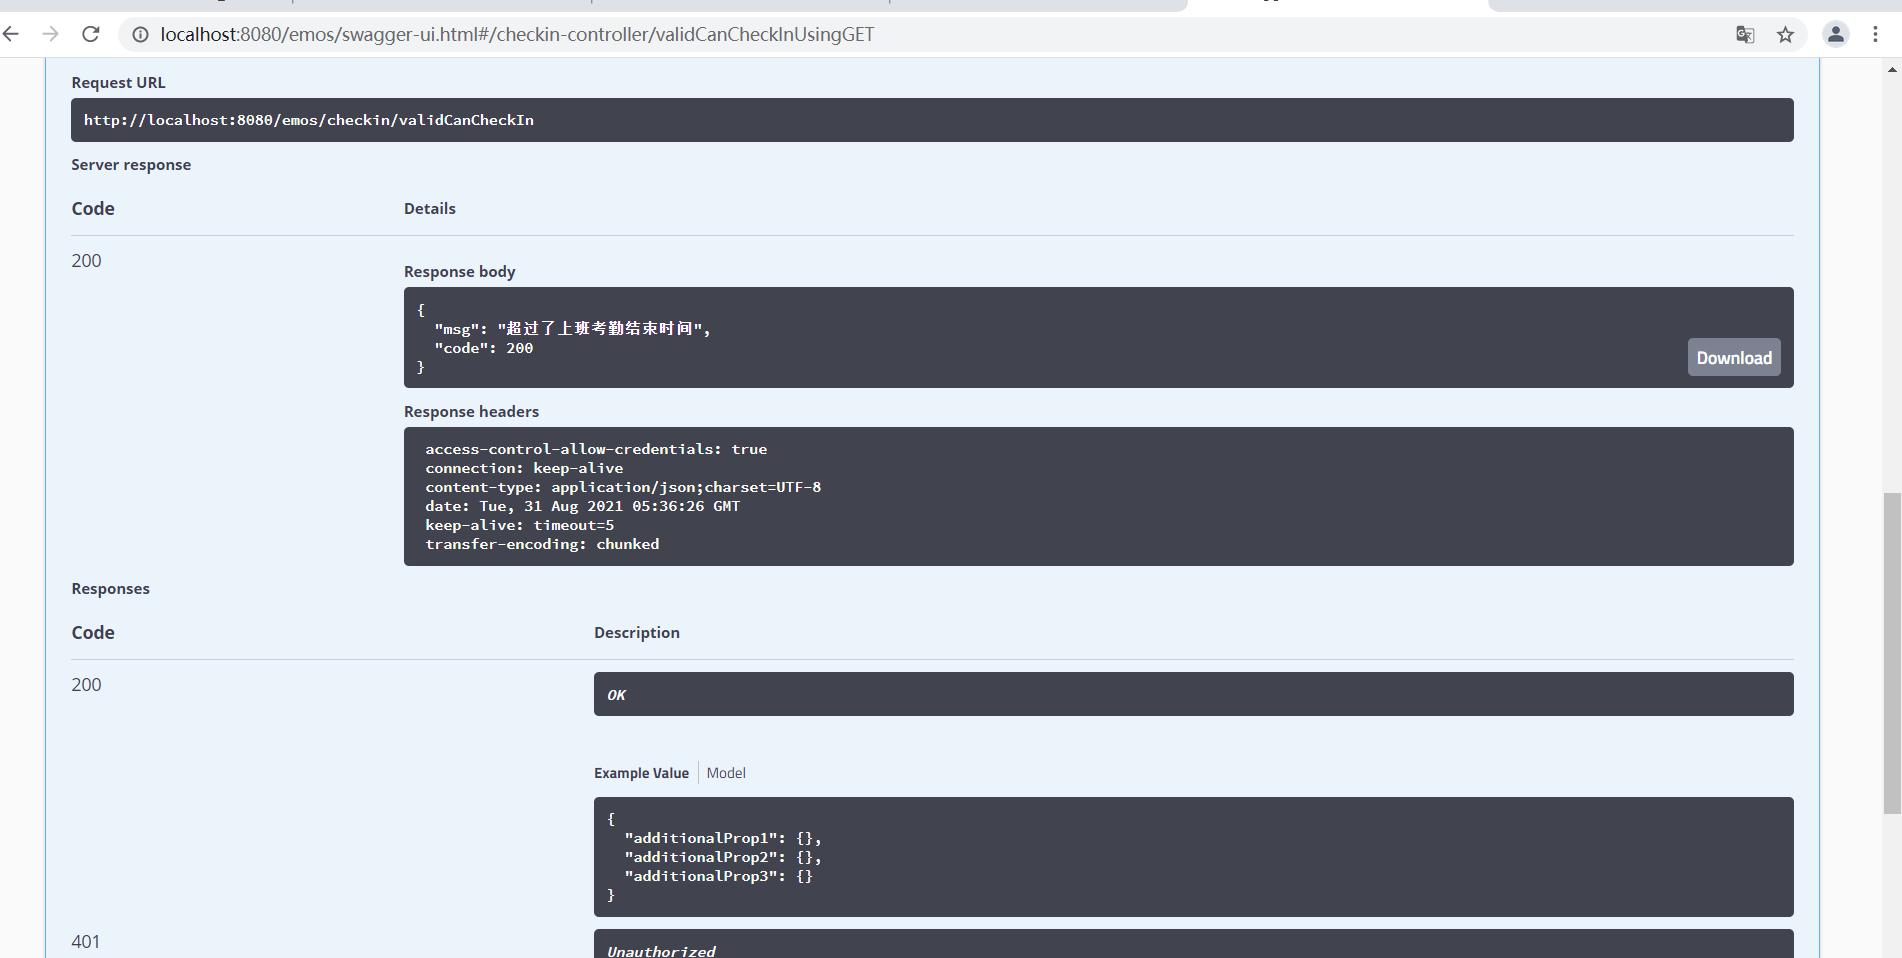 localhost:8080/emos/swagger-ui.html#/checkin-controller/validCanCheckInUsingGET
Request URL
http://localhost:8080/emos/checkin/validCanCheckIn
Server response
Code Details
200
Response body
{
"msg": "超过了上班考勤结束时间",
"code": 200
}
Download
Response headers
access-control-allow-credentials: true
connection: keep-alive
content-type: application/json;charset=UTF-8
date: Tue, 31 Aug 2021 05:36:26 GMT
keep-alive: timeout=5
transfer-encoding: chunked
Responses
Code Description
200
OK
Example Value Model
{
"additionalProp1": {},
"additionalProp2": {},
"additionalProp3": {}
}
401
Unauthorized